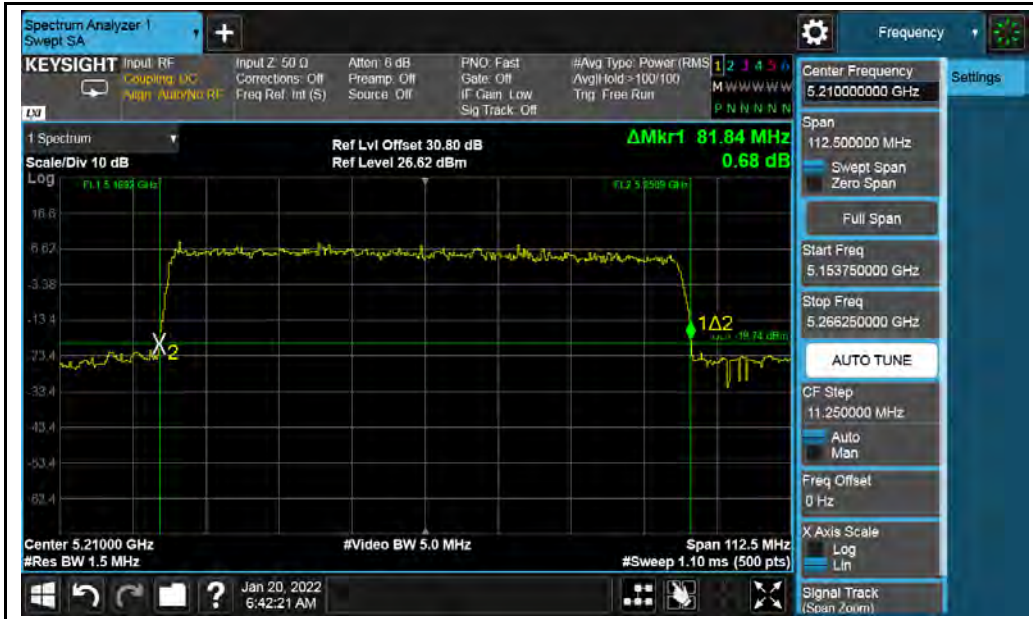 Spectrum Analyzer 1
Swept SA
+
Frequency
KEYSIGHT
Input: RF
Coupling: DC
Align: Auto/No RF
Input Z: 50 Ω
Corrections: Off
Freq Ref: Int (S)
Atten: 6 dB
Preamp: Off
Source: Off
PNO: Fast
Gate: Off
IF Gain: Low
Sig Track: Off
#Avg Type: Power (RMS
Avg|Hold:>100/100
Trig: Free Run
1 2 3 4 5 6
M W W W W W
P N N N N N
LXI
Center Frequency
5.210000000 GHz
Settings
Span
112.500000 MHz
Swept Span
Zero Span
Full Span
Start Freq
5.153750000 GHz
Stop Freq
5.266250000 GHz
AUTO TUNE
CF Step
11.250000 MHz
Auto
Man
Freq Offset
0 Hz
X Axis Scale
Log
Lin
Signal Track
(Span Zoom)
1 Spectrum
Scale/Div 10 dB
Log
Ref Lvl Offset 30.80 dB
Ref Level 26.62 dBm
ΔMkr1 81.84 MHz
0.68 dB
16.6
6.62
-3.38
-13.4
-23.4
-33.4
-43.4
-53.4
-63.4
X2
1Δ2
Center 5.21000 GHz
#Res BW 1.5 MHz
#Video BW 5.0 MHz
Span 112.5 MHz
#Sweep 1.10 ms (500 pts)
?
Jan 20, 2022
6:42:21 AM